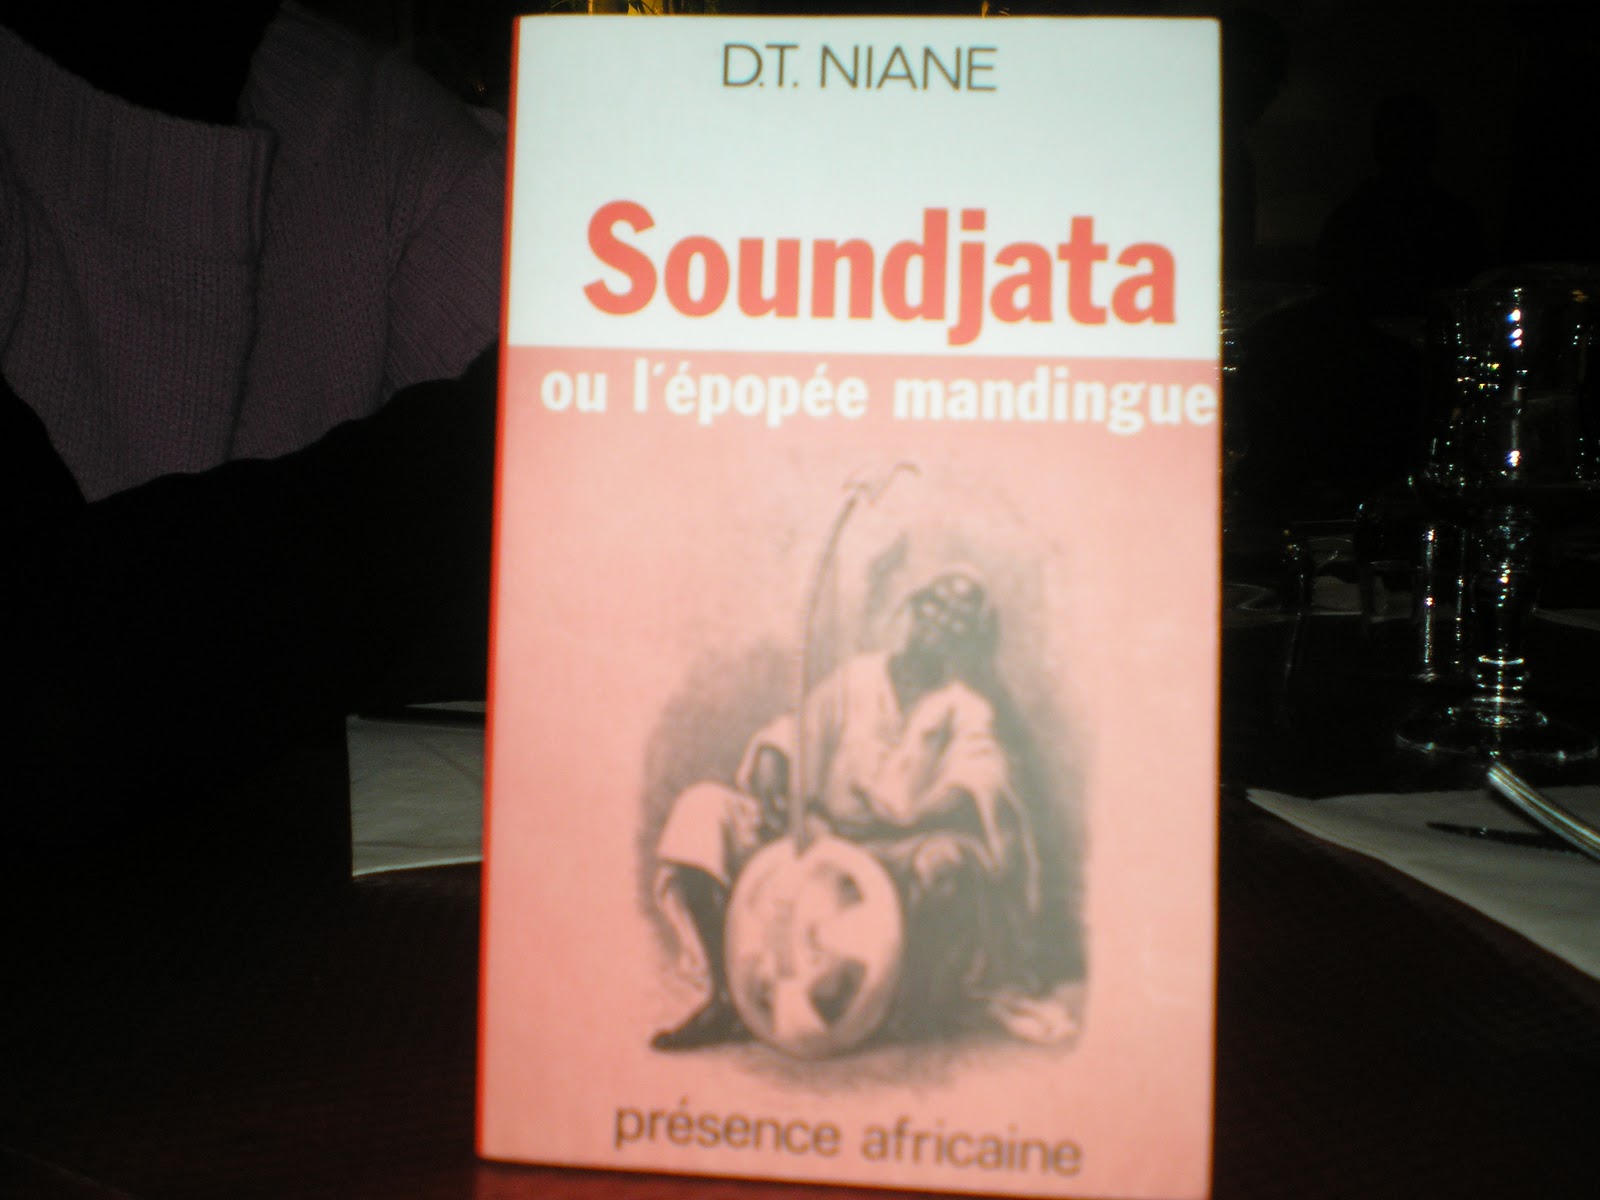 D.T. NIANE
Soundjata
ou l'épopée mandingue
présence africaine